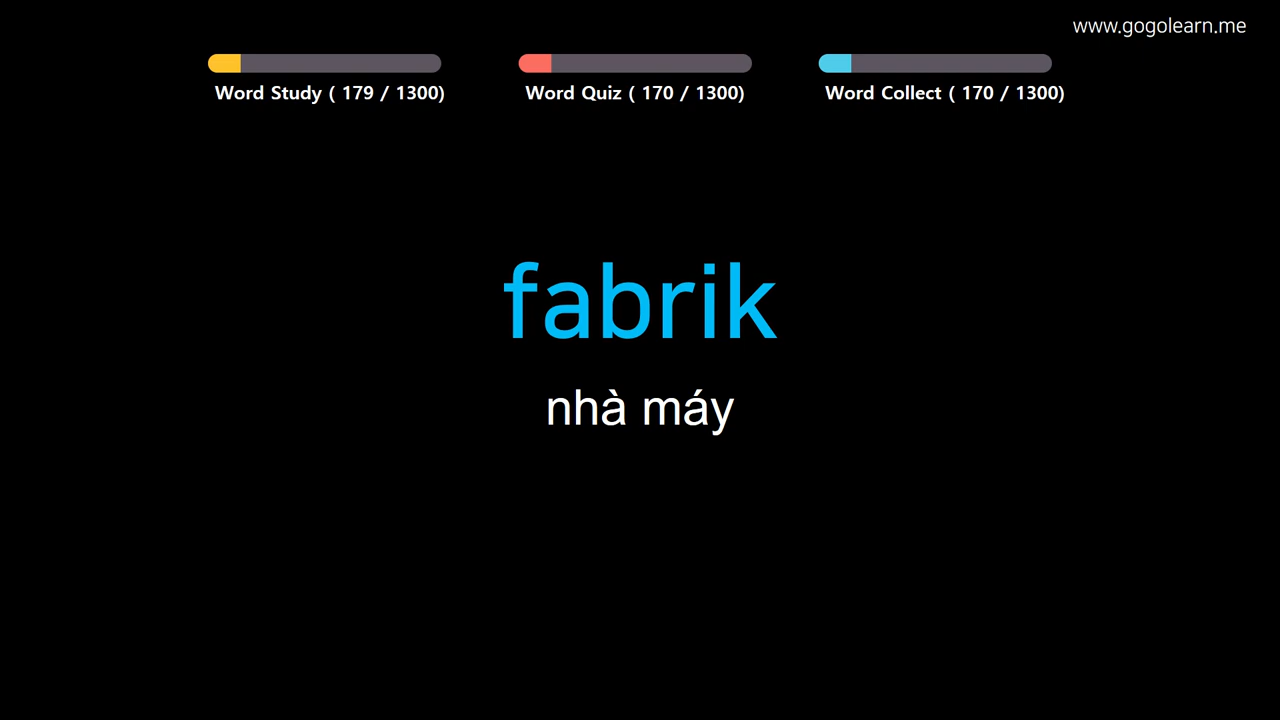 www.gogolearn.me
Word Study ( 179 / 1300)
Word Quiz ( 170 / 1300)
Word Collect ( 170 / 1300)
fabrik
nhà máy